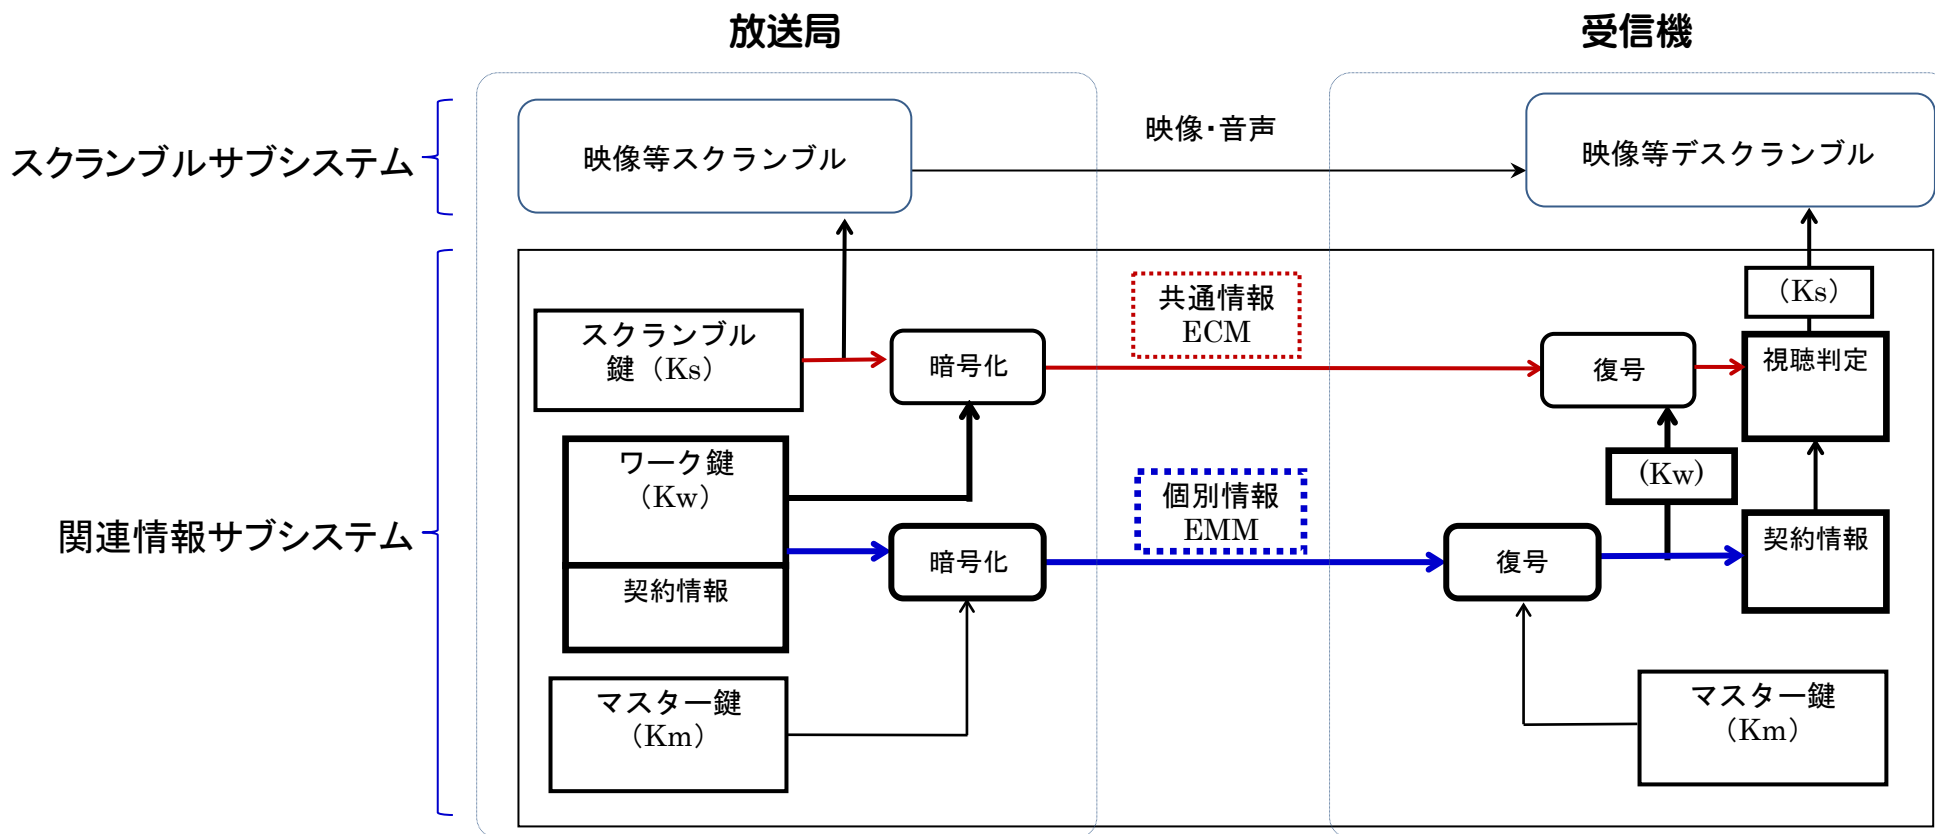 放送局
受信機
スクランブルサブシステム
映像等スクランブル
映像・音声
映像等デスクランブル
関連情報サブシステム
スクランブル
鍵（Ks）
暗号化
共通情報
ECM
復号
（Ks）
視聴判定
ワーク鍵
（Kw）
契約情報
暗号化
個別情報
EMM
復号
(Kw)
契約情報
マスター鍵
（Km）
マスター鍵
（Km）